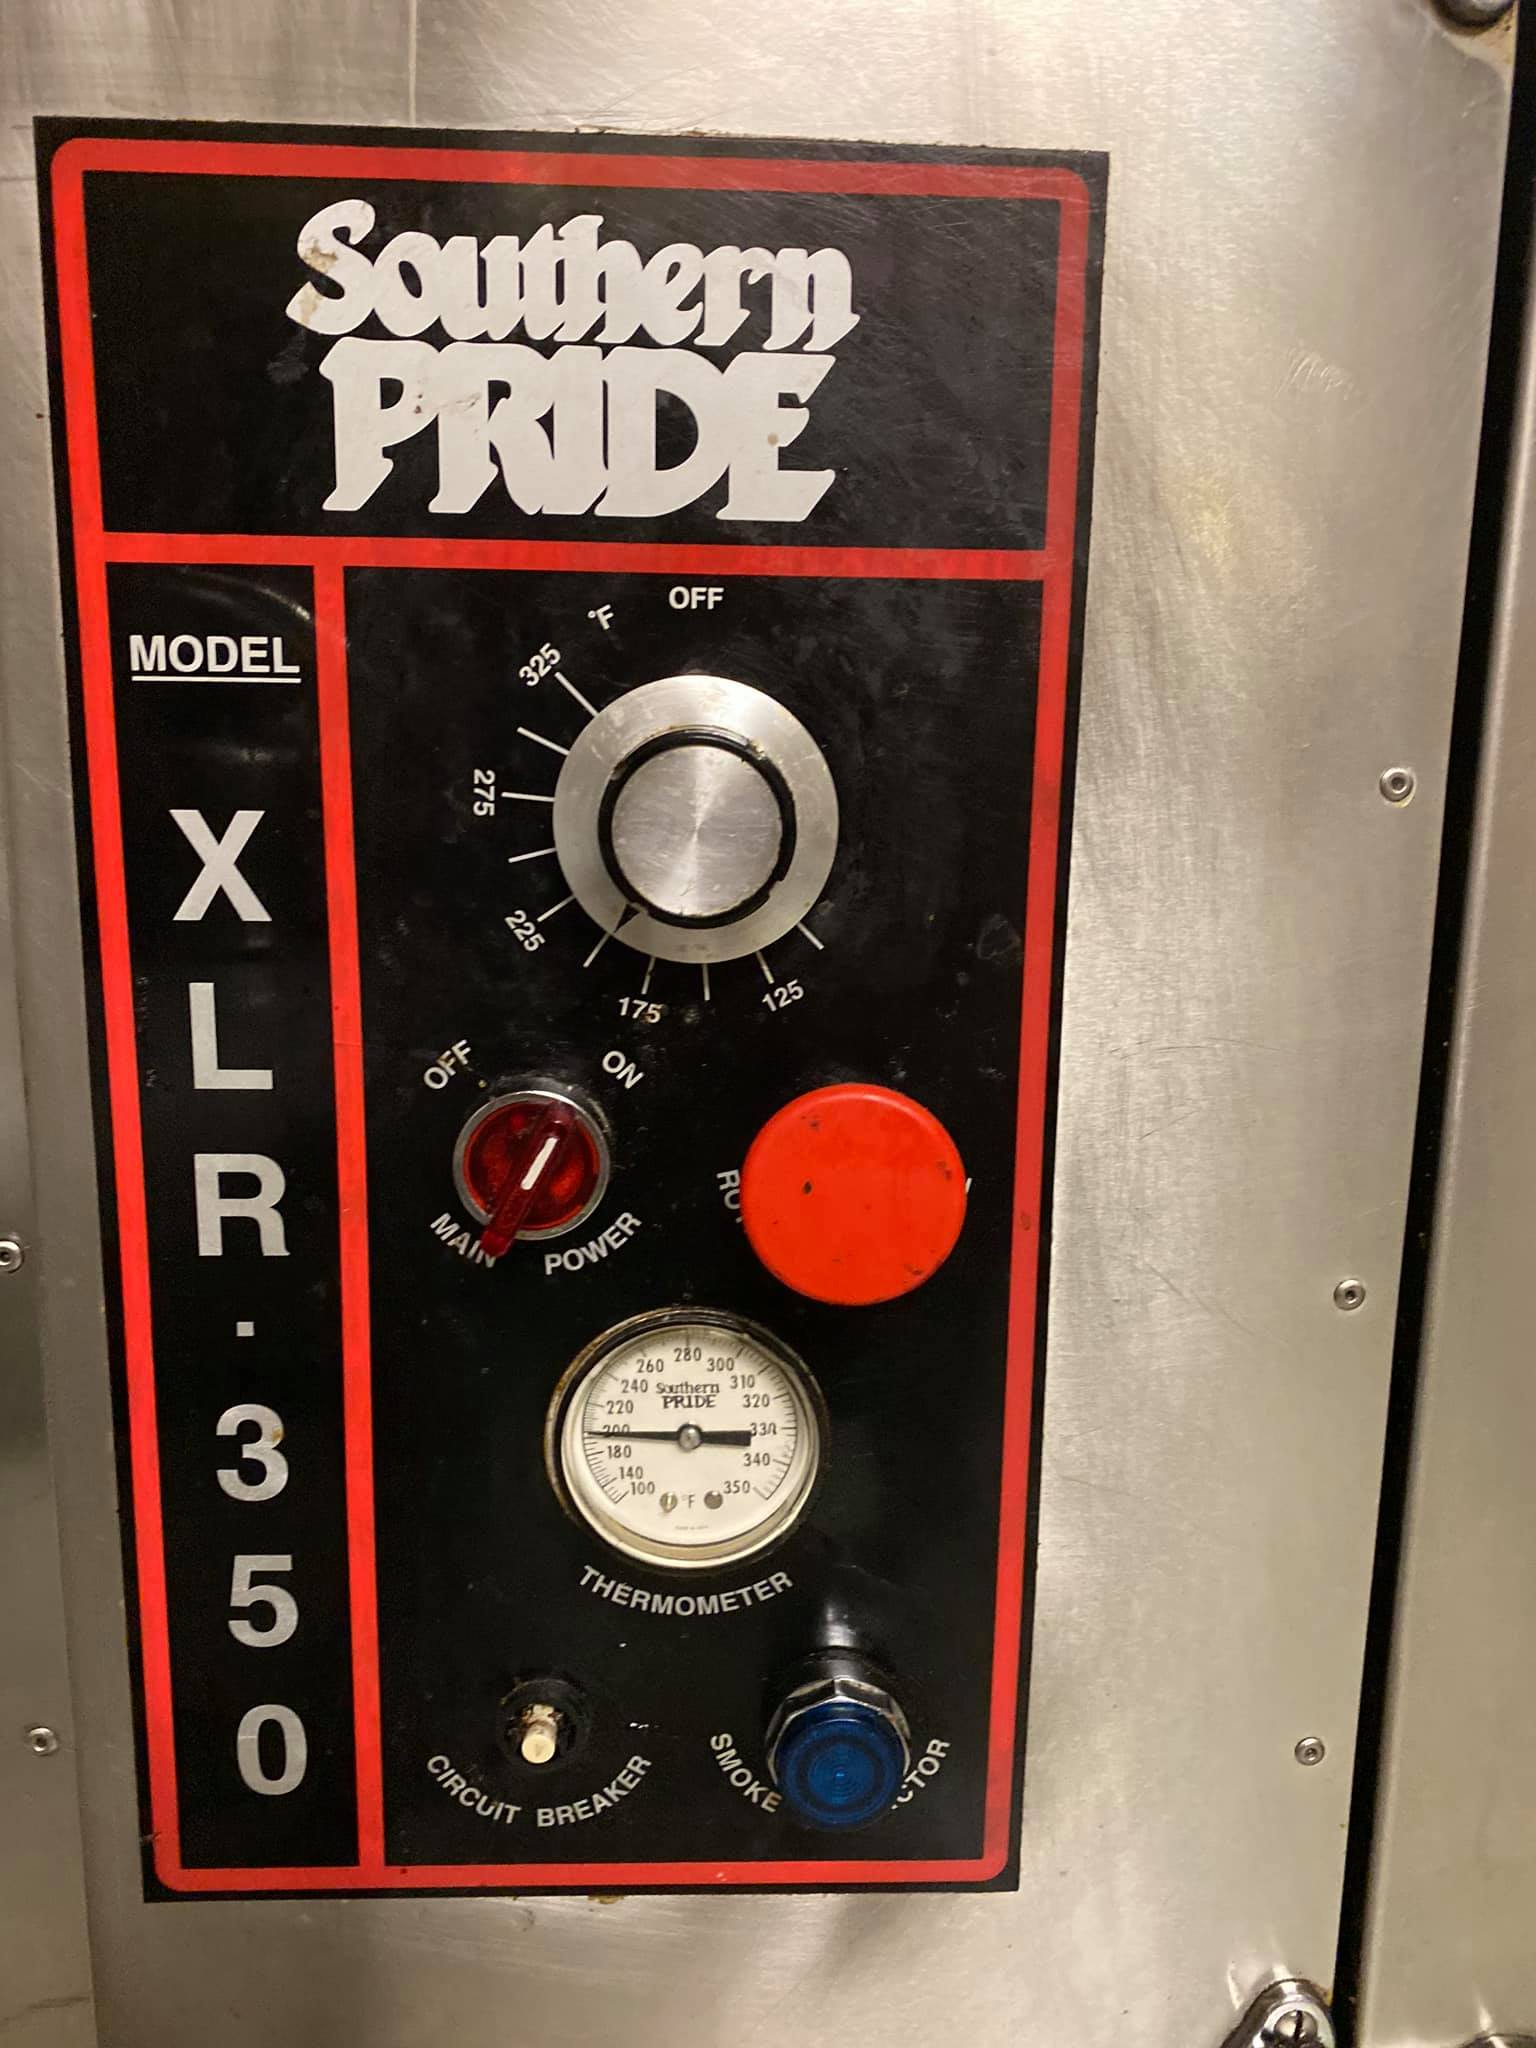 Southern
PRIDE
MODEL
XLR·350
OFF
°F
325
275
225
175
125
OFF
ON
MAIN POWER
280
260
300
240
310
220
320
200
330
180
340
140
350
100
Southern
PRIDE
°F
THERMOMETER
CIRCUIT BREAKER
SMOKE